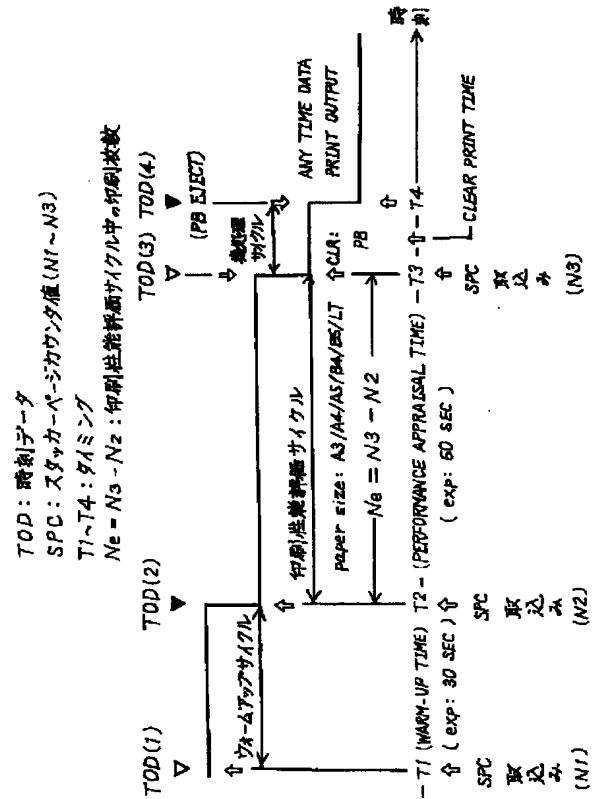 TOD：時刻データ
SPC：スタッカーページカウンタ値(N1〜N3)
T1〜T4：タイミング
Ne = N3 - N2：印刷性能評価サイクル中の印刷枚数
TOD(1)
TOD(2)
TOD(3)
TOD(4)
(PB EJECT)
ウォームアップサイクル
後処理
サイクル
印刷性能評価サイクル
CLR:
PB
paper size: A3/A4/A5/B4/B5/LT
Ne = N3 - N2
ANY TIME DATA
PRINT OUTPUT
T1 (WARM-UP TIME)
T2 - (PERFORMANCE APPRAISAL TIME) - T3
T4
時刻
(exp: 30 SEC)
(exp: 60 SEC)
CLEAR PRINT TIME
SPC
取
込
み
(N1)
SPC
取
込
み
(N2)
SPC
取
込
み
(N3)